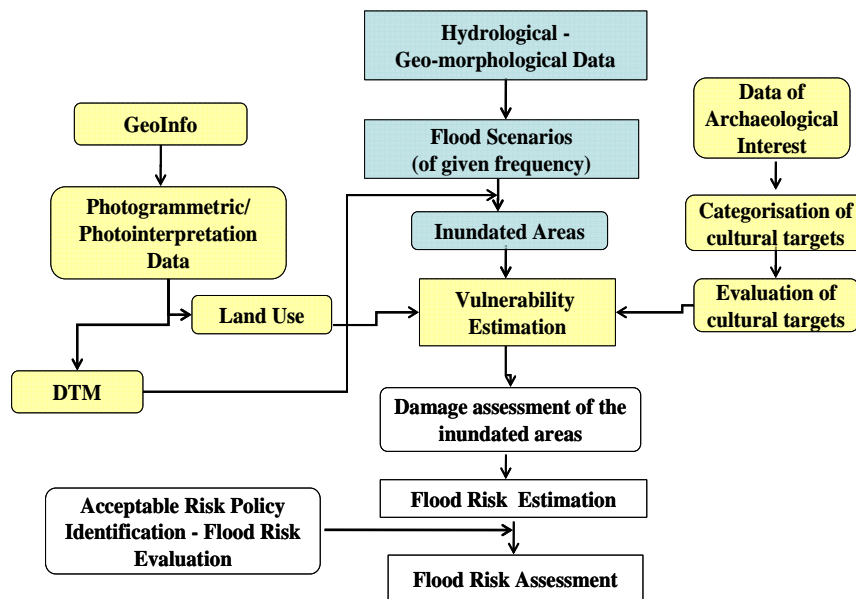 Hydrological -
Geo-morphological Data
Data of
Archaeological
Interest
GeoInfo
Flood Scenarios
(of given frequency)
Photogrammetric/
Photointerpretation
Data
Categorisation of
cultural targets
Inundated Areas
Land Use
Vulnerability
Estimation
Evaluation of
cultural targets
DTM
Damage assessment of the
inundated areas
Flood Risk Estimation
Acceptable Risk Policy
Identification - Flood Risk
Evaluation
Flood Risk Assessment